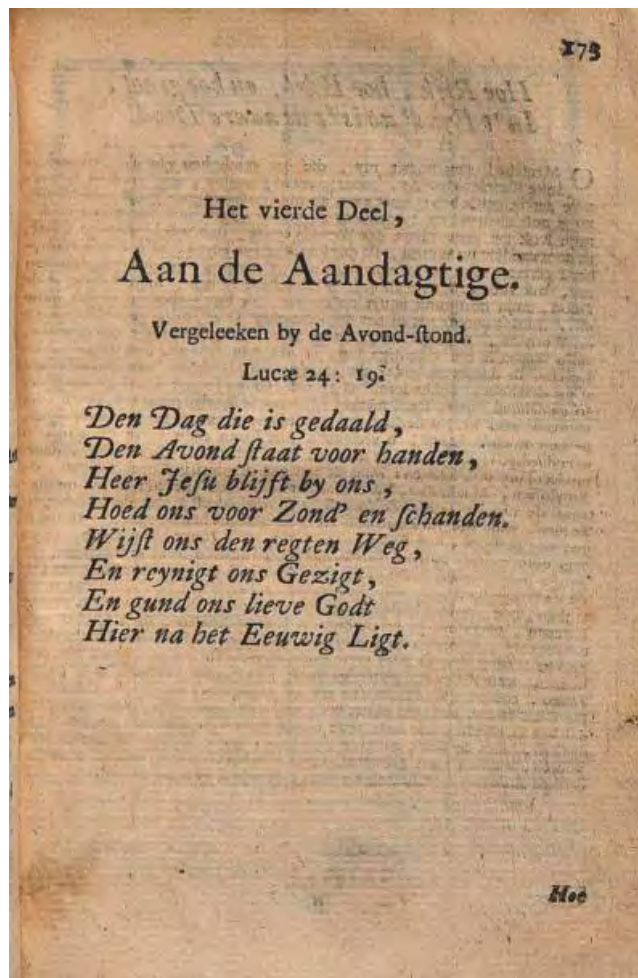 173
Het vierde Deel,
Aan de Aandagtige.
Vergeleeken by de Avond-ſtond.
Lucæ 24: 19.
Den Dag die is gedaald,
Den Avond ſtaat voor handen,
Heer Jeſu blijft by ons,
Hoed ons voor Zond' en ſchanden.
Wijſt ons den regten Weg,
En reynigt ons Gezigt,
En gund ons lieve Godt
Hier na het Eeuwig Ligt.
Hoe